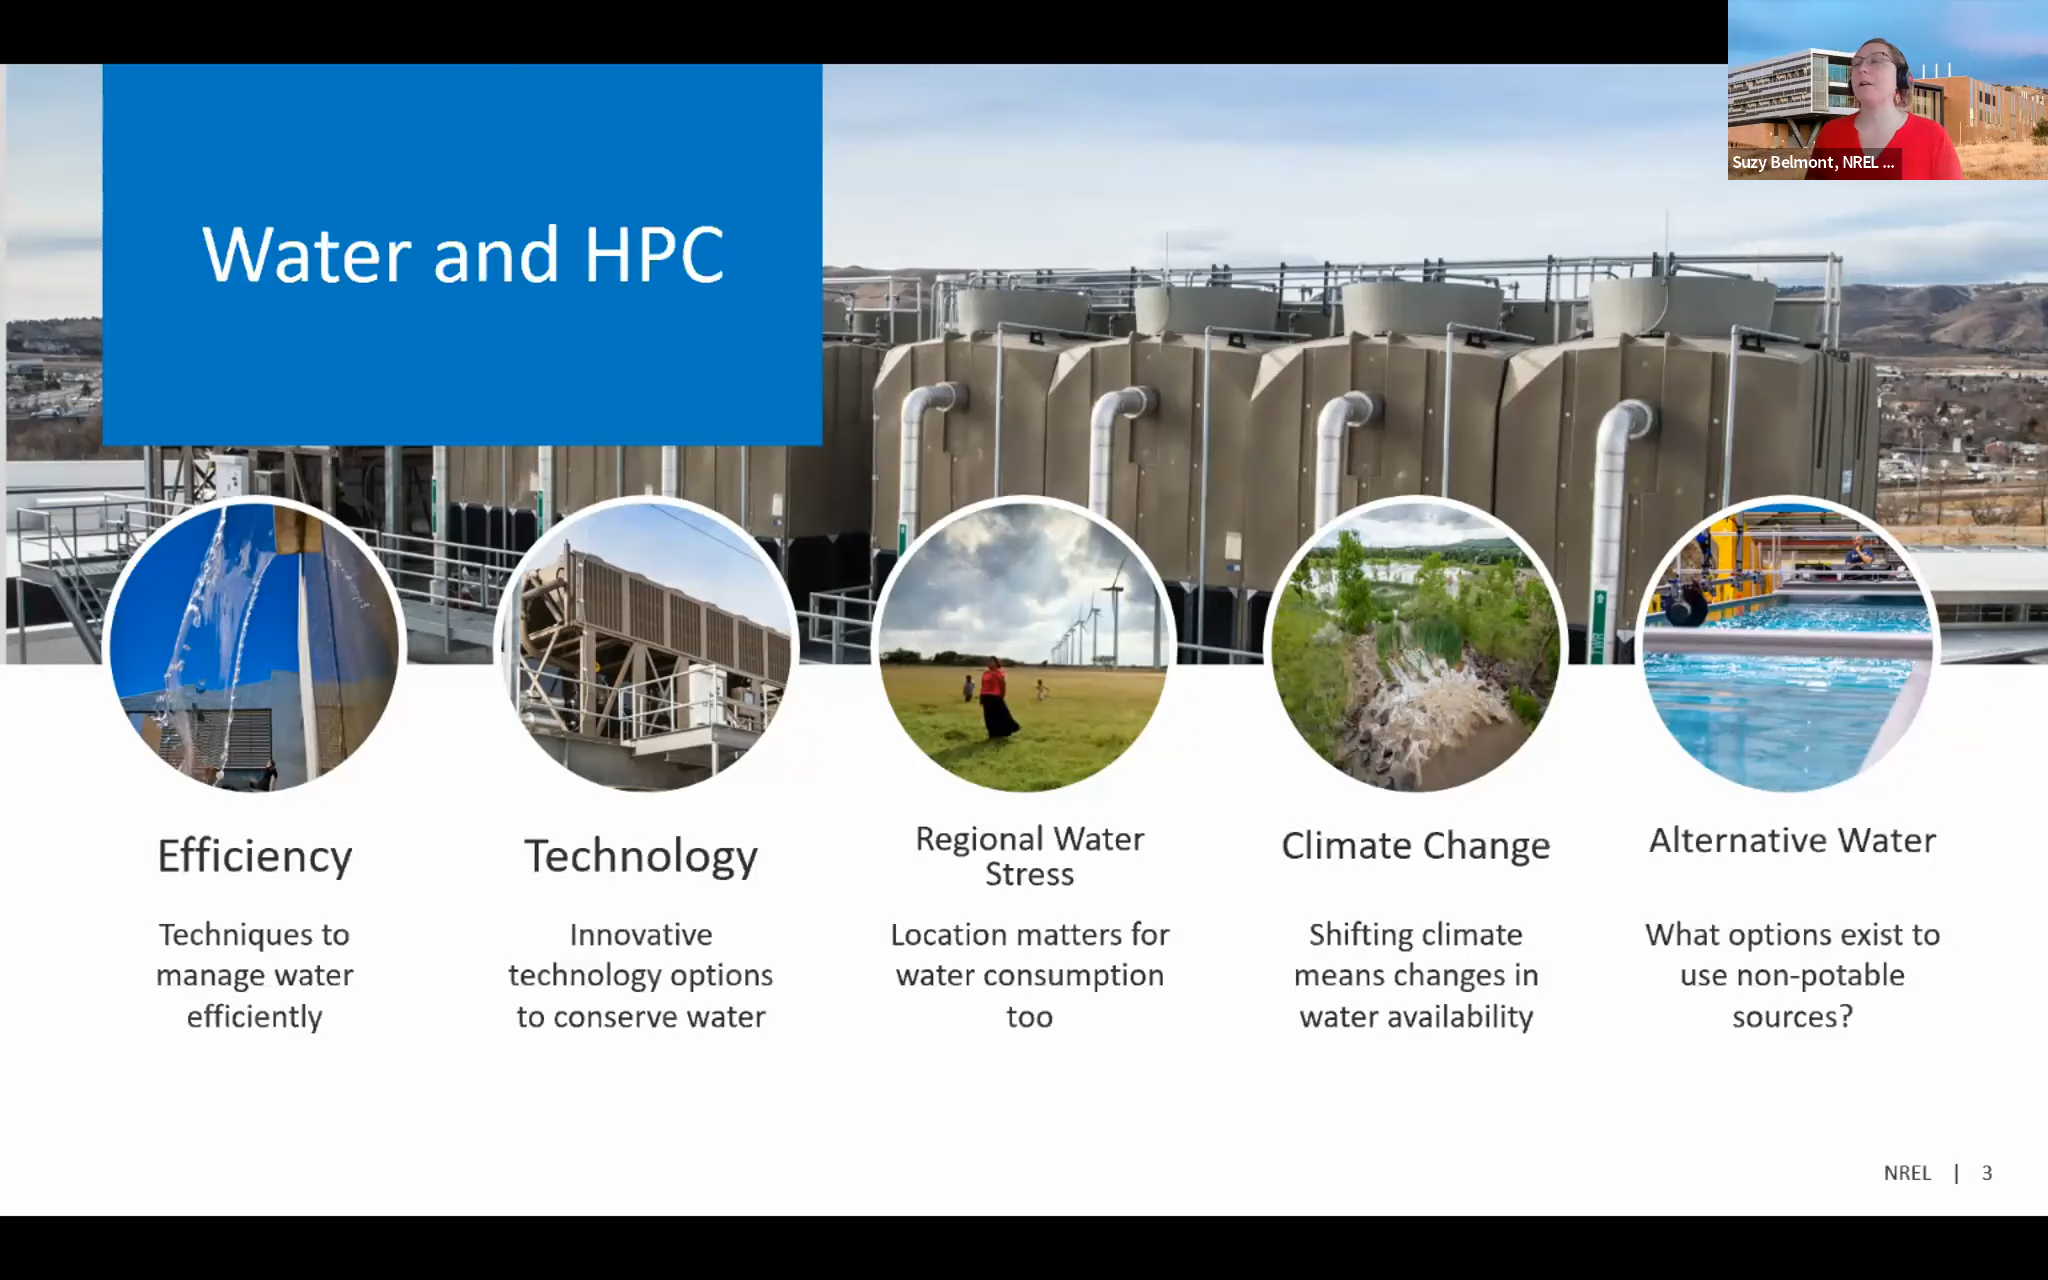 Suzy Belmont, NREL ...
Water and HPC
Efficiency
Techniques to
manage water
efficiently
Technology
Innovative
technology options
to conserve water
Regional Water
Stress
Location matters for
water consumption
too
Climate Change
Shifting climate
means changes in
water availability
Alternative Water
What options exist to
use non-potable
sources?
NREL | 3